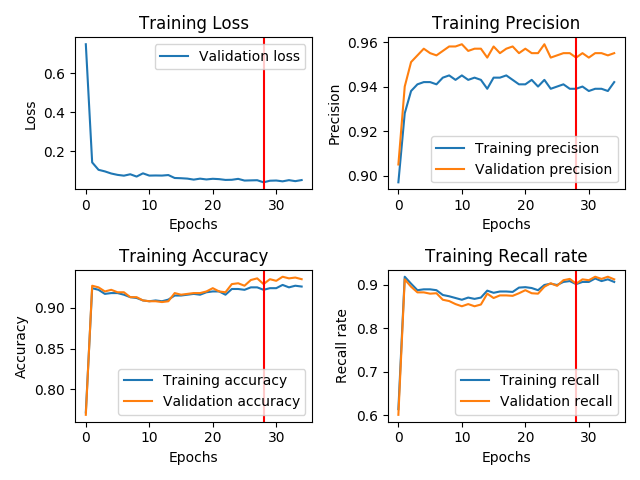 Training Loss
Validation loss
0.6
0.4
0.2
Loss
0 10 20 30
Epochs
Training Precision
0.96
0.94
0.92
0.90
Precision
Training precision
Validation precision
0 10 20 30
Epochs
Training Accuracy
0.90
0.85
0.80
Accuracy
Training accuracy
Validation accuracy
0 10 20 30
Epochs
Training Recall rate
0.9
0.8
0.7
0.6
Recall rate
Training recall
Validation recall
0 10 20 30
Epochs